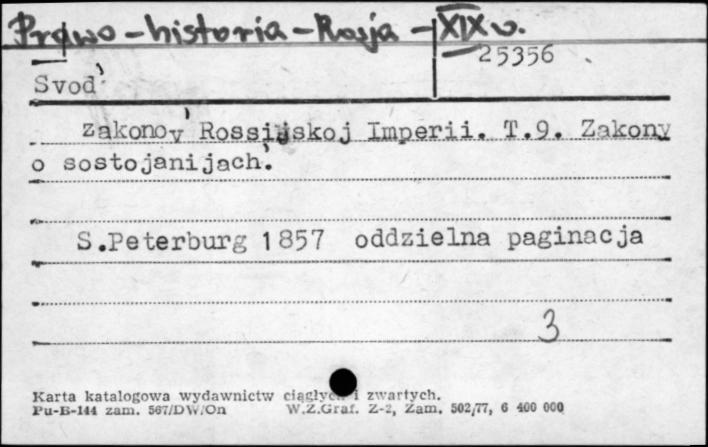 Prawo - historia - Rosja - XIX w.
25356
Svod'
zakonov' Rossijskoj Imperii. T.9. Zakony
o sostojanijach'.
S.Peterburg 1857 oddzielna paginacja
3
Karta katalogowa wydawnictw ciągłych i zwartych.
Pu-B-144 zam. 567/DW/On W.Z.Graf. Z-2, Zam. 502/77, 6 400 000